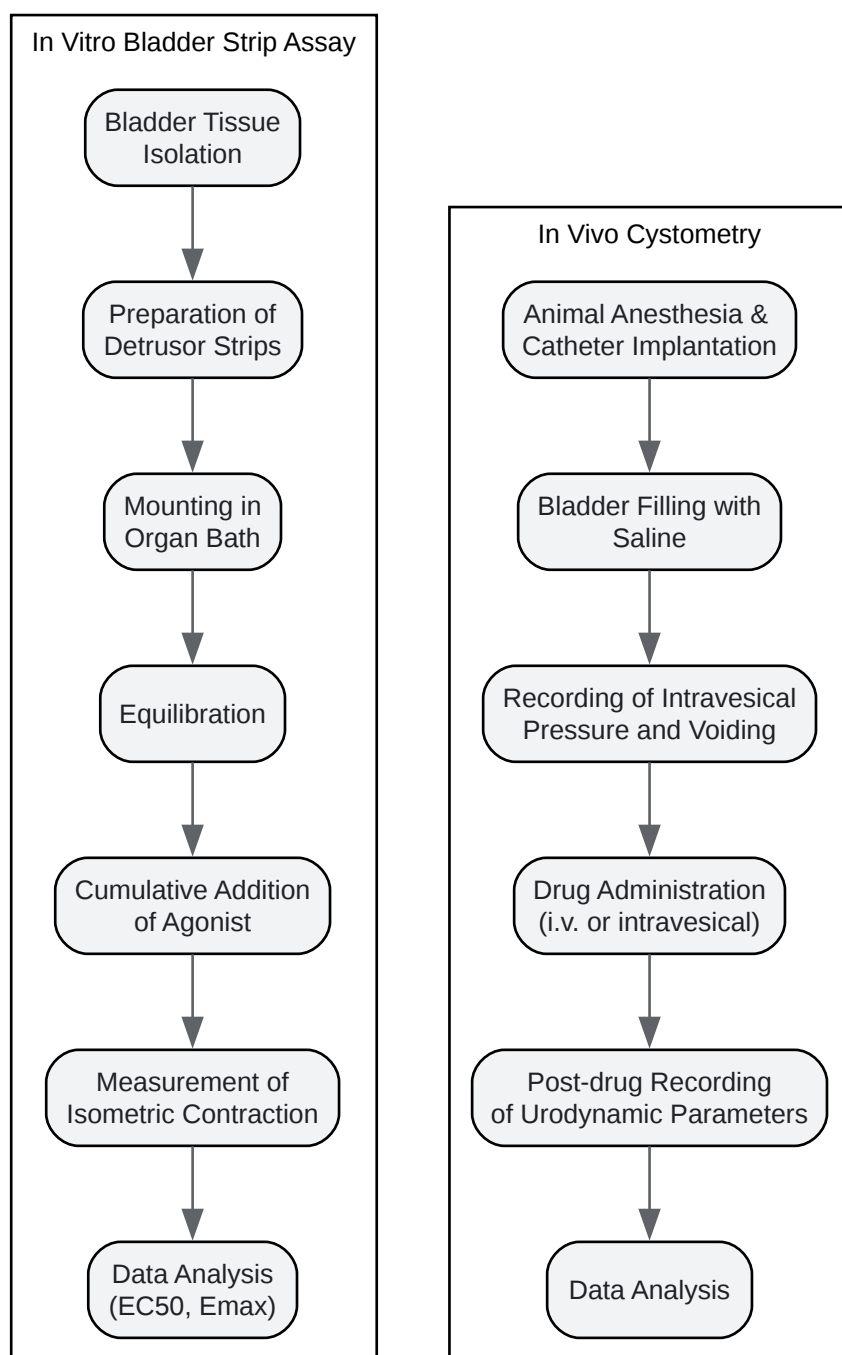 In Vitro Bladder Strip Assay
Bladder Tissue
Isolation
Preparation of
Detrusor Strips
Mounting in
Organ Bath
Equilibration
Cumulative Addition
of Agonist
Measurement of
Isometric Contraction
Data Analysis
(EC50, Emax)
In Vivo Cystometry
Animal Anesthesia &
Catheter Implantation
Bladder Filling with
Saline
Recording of Intravesical
Pressure and Voiding
Drug Administration
(i.v. or intravesical)
Post-drug Recording
of Urodynamic Parameters
Data Analysis